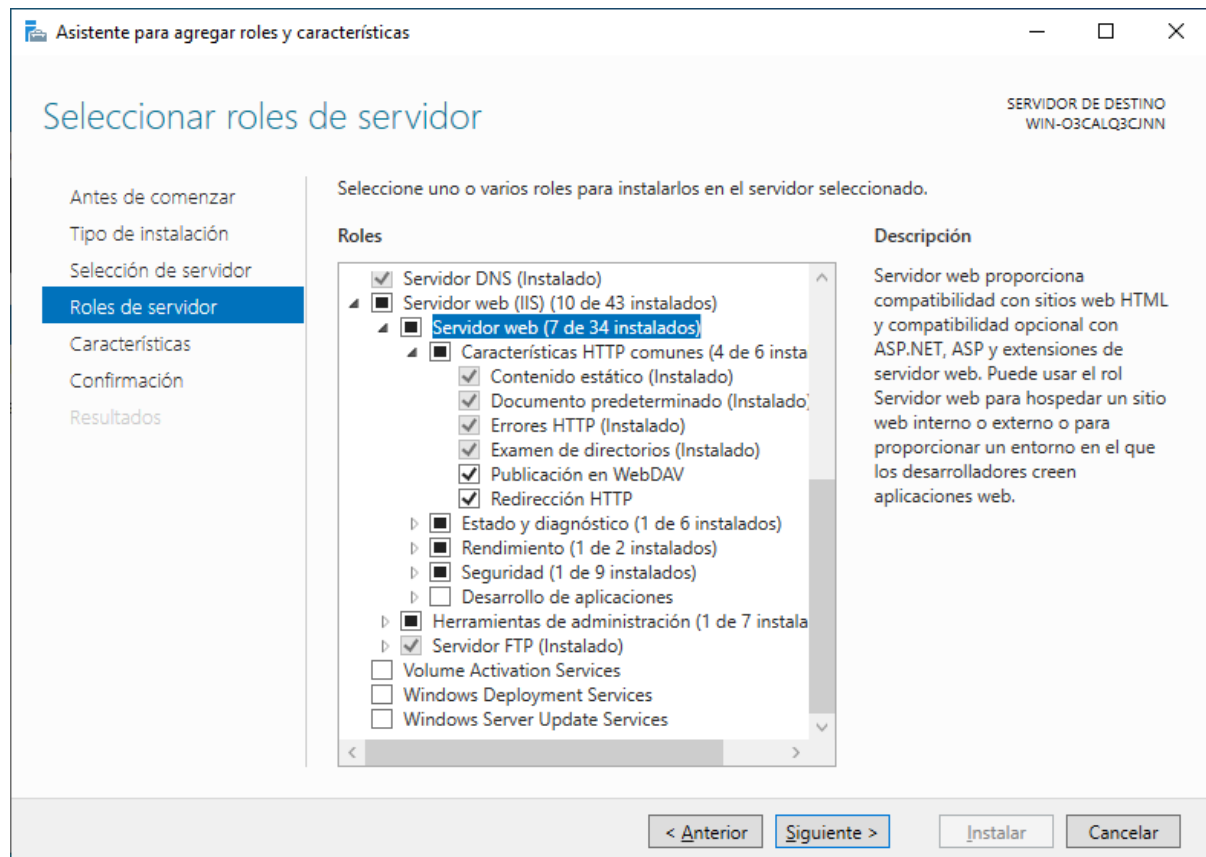 Asistente para agregar roles y características
Seleccionar roles de servidor
SERVIDOR DE DESTINO
WIN-O3CALQ3CJNN
Antes de comenzar
Tipo de instalación
Selección de servidor
Roles de servidor
Características
Confirmación
Resultados
Seleccione uno o varios roles para instalarlos en el servidor seleccionado.
Roles
Servidor DNS (Instalado)
Servidor web (IIS) (10 de 43 instalados)
Servidor web (7 de 34 instalados)
Características HTTP comunes (4 de 6 insta
Contenido estático (Instalado)
Documento predeterminado (Instalado)
Errores HTTP (Instalado)
Examen de directorios (Instalado)
Publicación en WebDAV
Redirección HTTP
Estado y diagnóstico (1 de 6 instalados)
Rendimiento (1 de 2 instalados)
Seguridad (1 de 9 instalados)
Desarrollo de aplicaciones
Herramientas de administración (1 de 7 instala
Servidor FTP (Instalado)
Volume Activation Services
Windows Deployment Services
Windows Server Update Services
Descripción
Servidor web proporciona
compatibilidad con sitios web HTML
y compatibilidad opcional con
ASP.NET, ASP y extensiones de
servidor web. Puede usar el rol
Servidor web para hospedar un sitio
web interno o externo o para
proporcionar un entorno en el que
los desarrolladores creen
aplicaciones web.
< Anterior
Siguiente >
Instalar
Cancelar